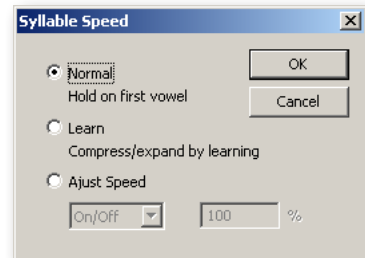 Syllable Speed
Normal
OK
Hold on first vowel
Cancel
Learn
Compress/expand by learning
Ajust Speed
On/Off 100 %